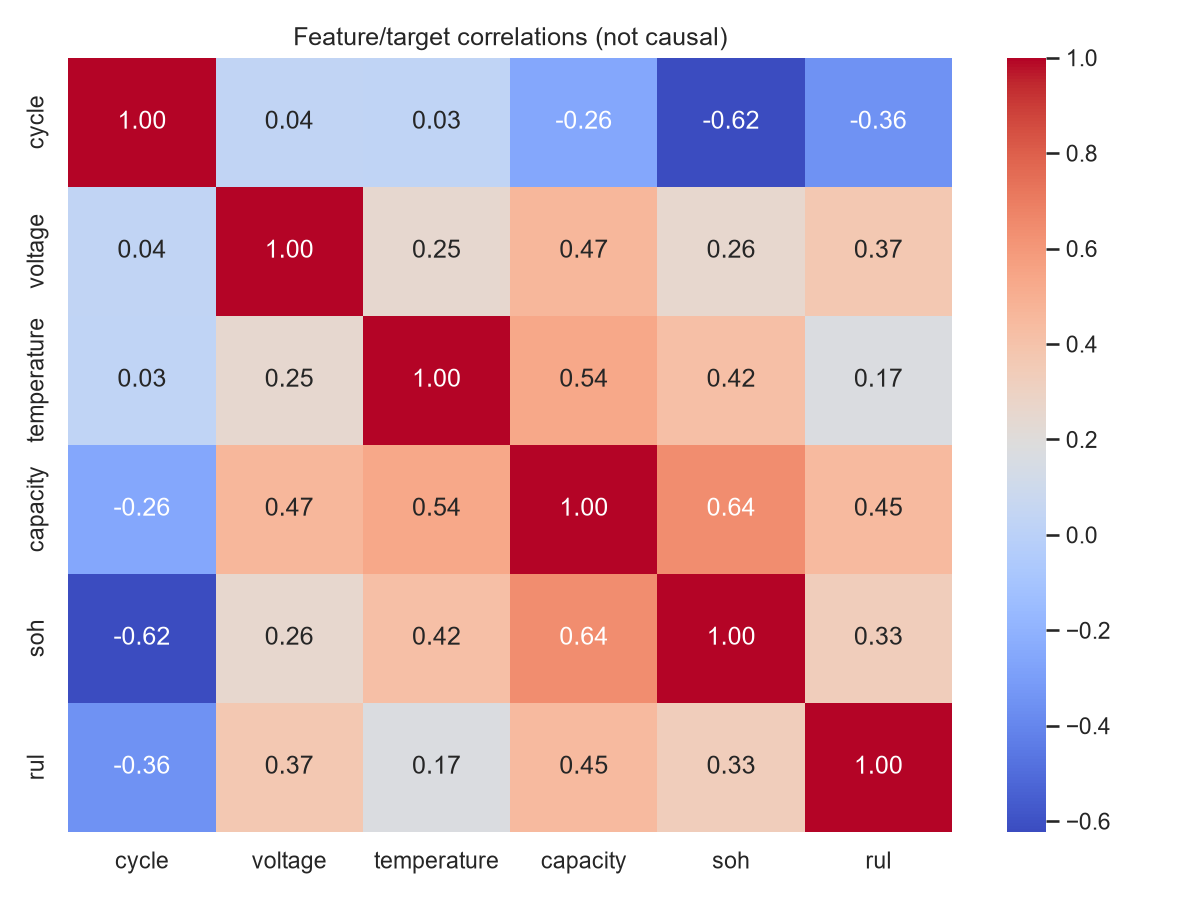 Feature/target correlations (not causal)
cycle 1.00 0.04 0.03 -0.26 -0.62 -0.36
voltage 0.04 1.00 0.25 0.47 0.26 0.37
temperature 0.03 0.25 1.00 0.54 0.42 0.17
capacity -0.26 0.47 0.54 1.00 0.64 0.45
soh -0.62 0.26 0.42 0.64 1.00 0.33
rul -0.36 0.37 0.17 0.45 0.33 1.00
cycle voltage temperature capacity soh rul
1.0
0.8
0.6
0.4
0.2
0.0
−0.2
−0.4
−0.6